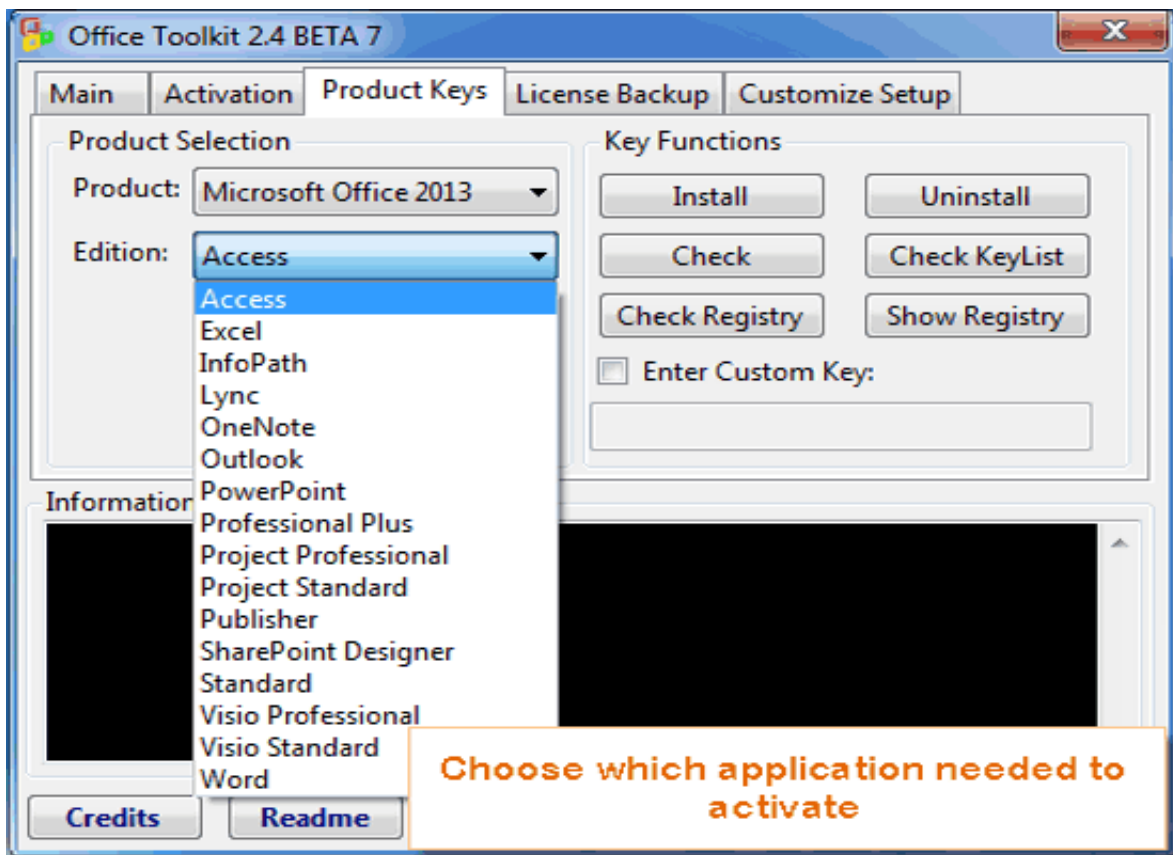 Office Toolkit 2.4 BETA 7
Main
Activation
Product Keys
License Backup
Customize Setup
Product Selection
Product: Microsoft Office 2013
Edition: Access
Access
Excel
InfoPath
Lync
OneNote
Outlook
PowerPoint
Professional Plus
Project Professional
Project Standard
Publisher
SharePoint Designer
Standard
Visio Professional
Visio Standard
Word
Key Functions
Install
Uninstall
Check
Check KeyList
Check Registry
Show Registry
Enter Custom Key:
Information
Choose which application needed to
activate
Credits
Readme